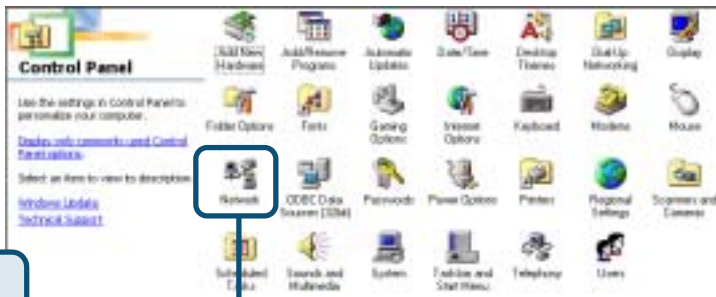 Control Panel
Use the settings in Control Panel to
personalize your computer.
Display only commonly used Control
Panel options.
Select an item to view its description.
Windows Update
Technical Support
Add New
Hardware
Add/Remove
Programs
Automatic
Updates
Date/Time
Desktop
Themes
Dial-Up
Networking
Display
Folder Options
Fonts
Gaming
Options
Internet
Options
Keyboard
Modems
Mouse
Network
ODBC Data
Sources (32bit)
Passwords
Power Options
Printers
Regional
Settings
Scanners and
Cameras
Scheduled
Tasks
Sounds and
Multimedia
System
Taskbar and
Start Menu
Telephony
Users